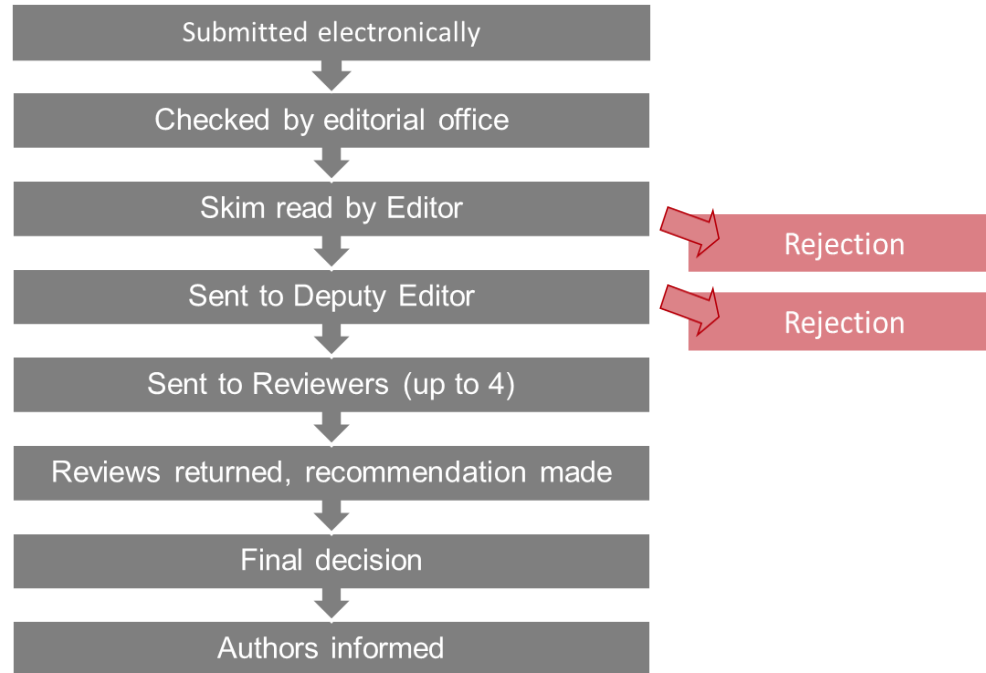 Submitted electronically
Checked by editorial office
Skim read by Editor
Rejection
Sent to Deputy Editor
Rejection
Sent to Reviewers (up to 4)
Reviews returned, recommendation made
Final decision
Authors informed